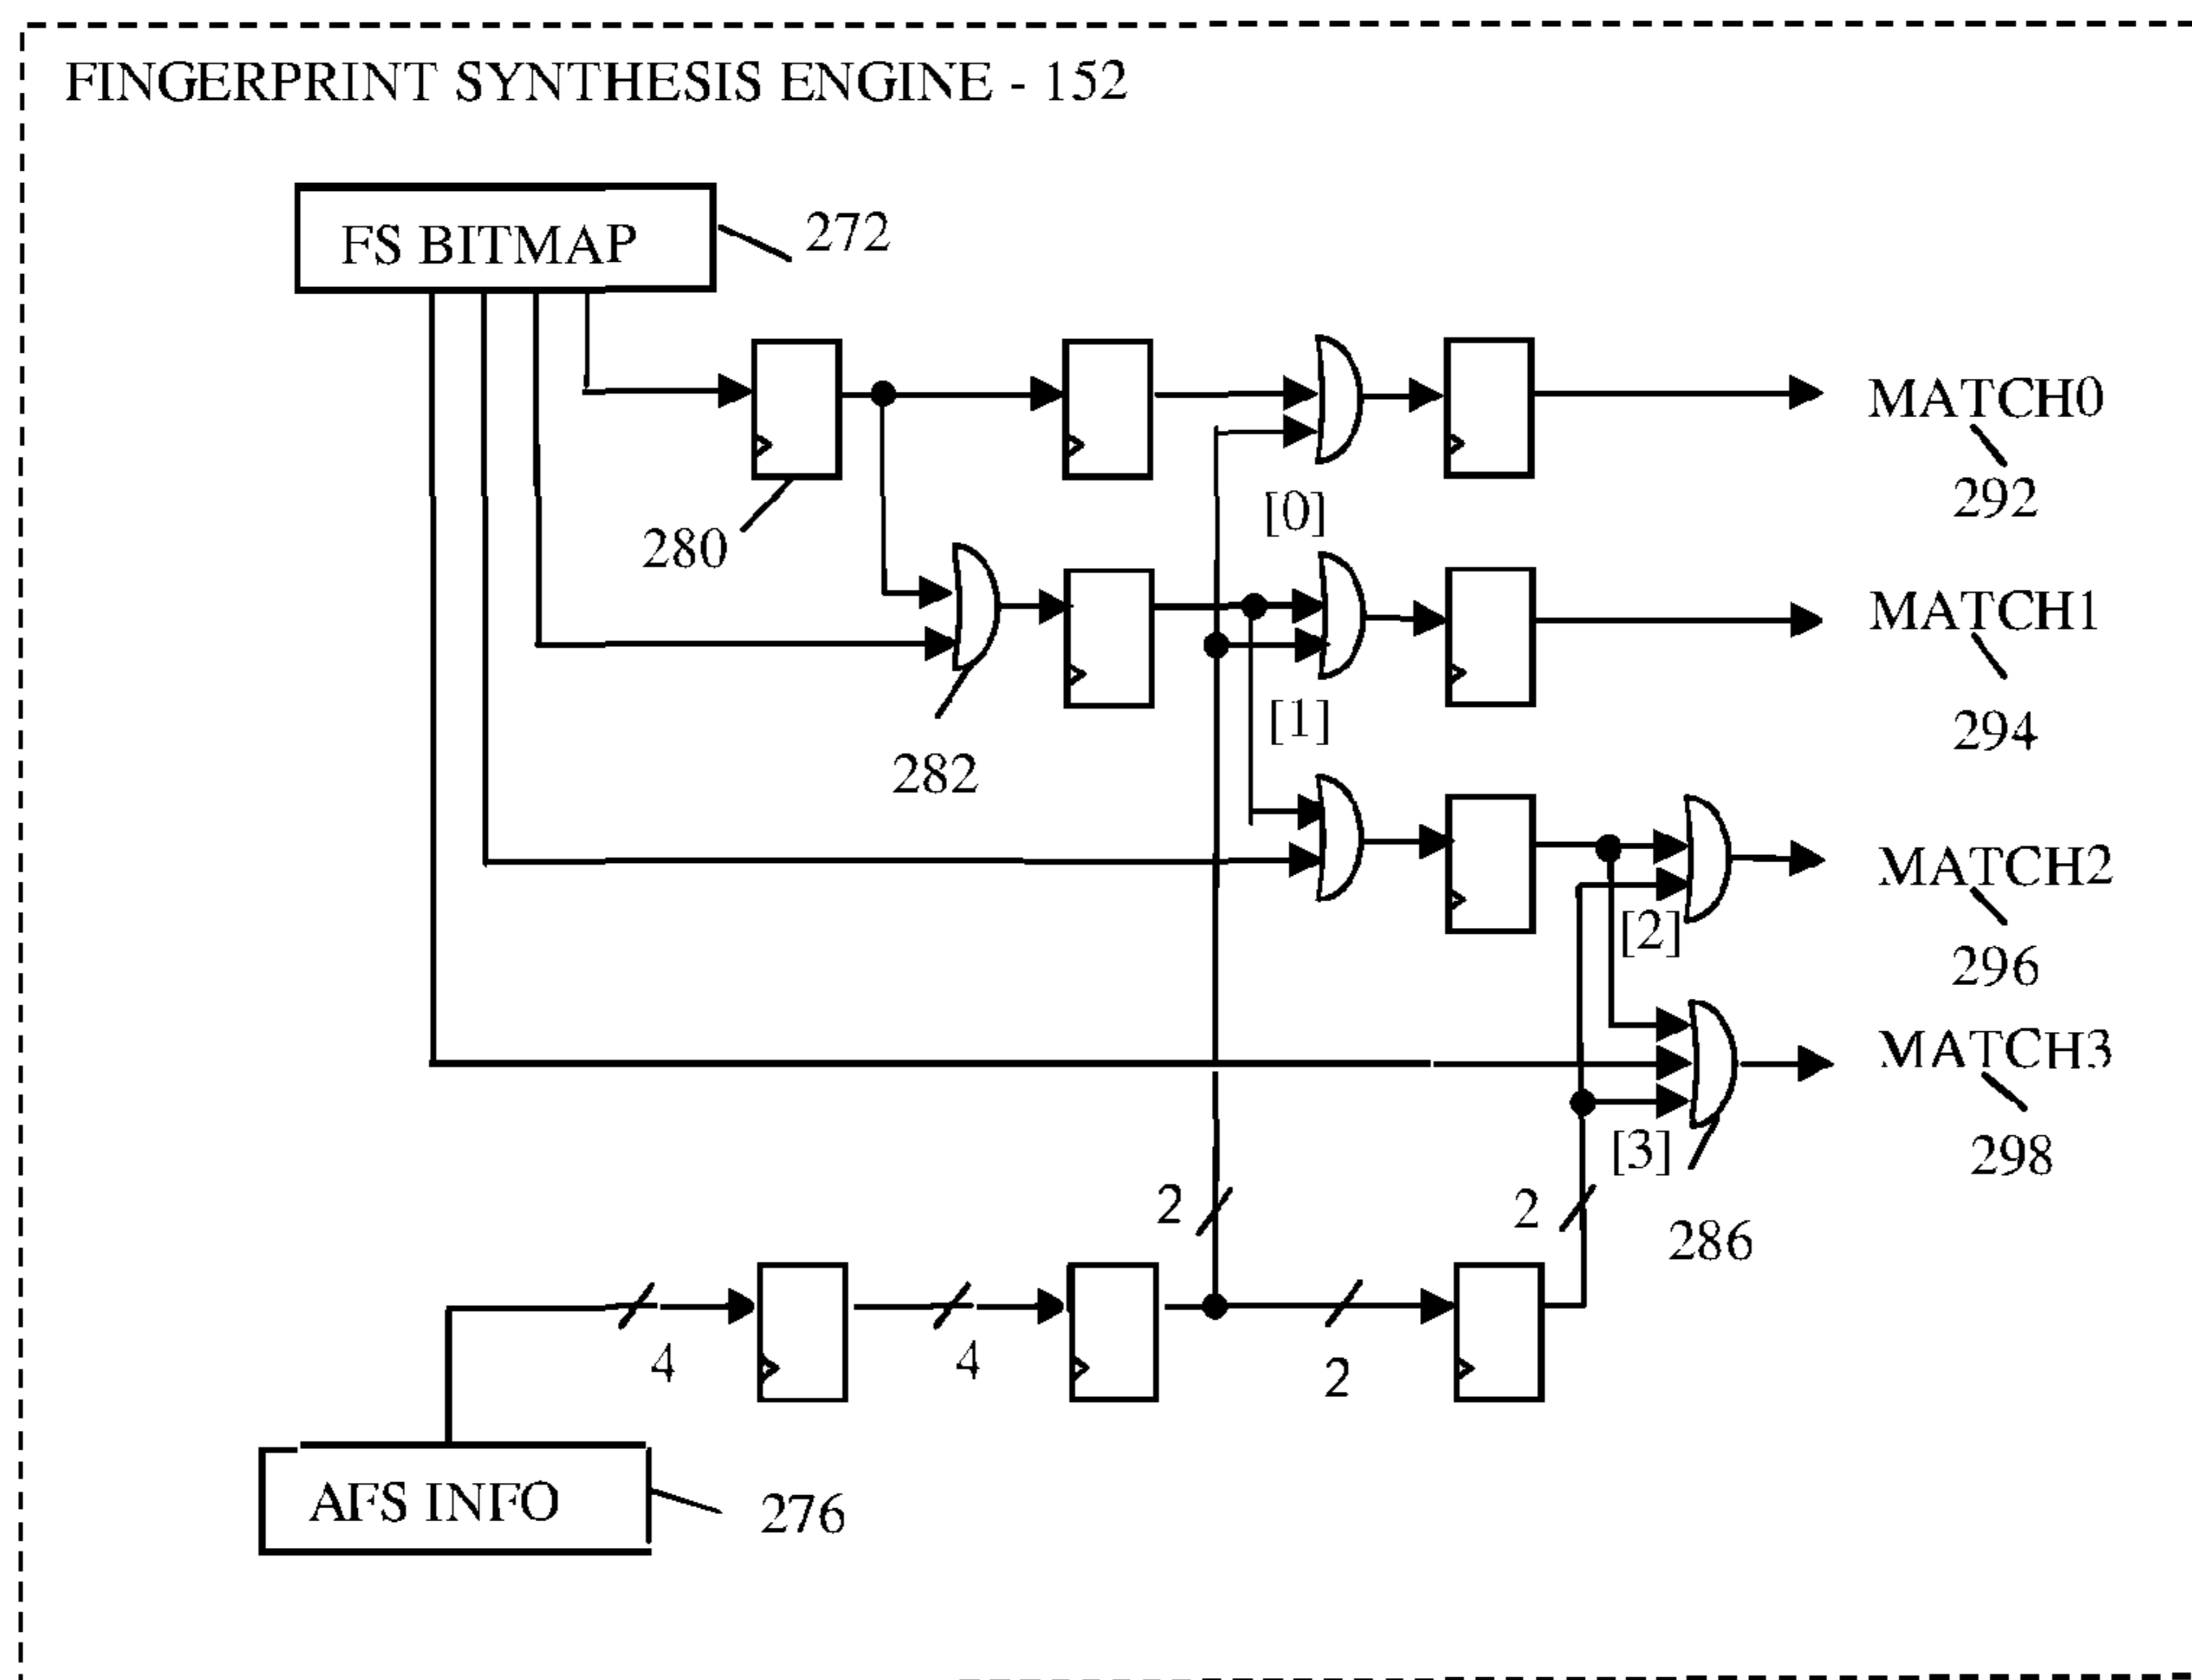 FINGERPRINT SYNTHESIS ENGINE - 152
FS BITMAP
272
MATCH0
292
[0]
280
MATCH1
294
[1]
282
MATCH2
296
[2]
MATCH3
298
[3]
286
2
2
4
4
2
AFS INFO
276